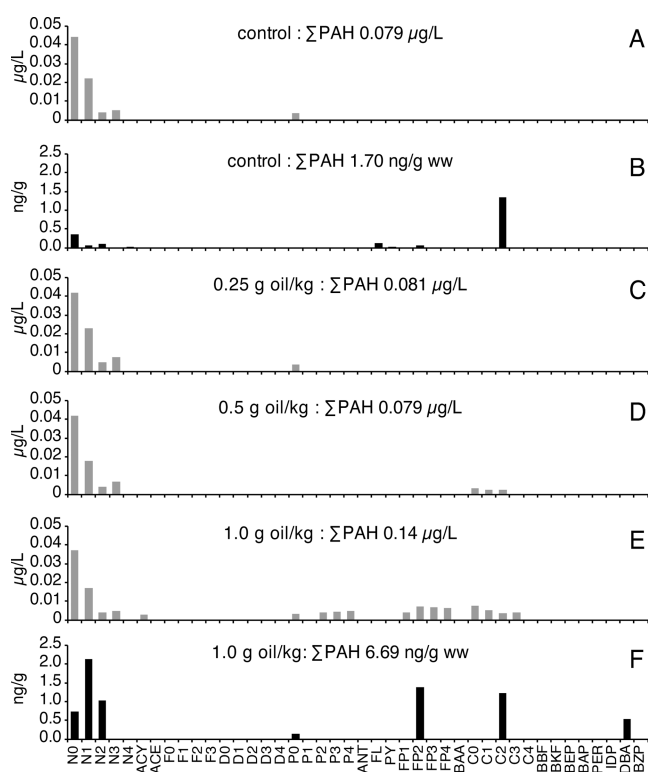 0.05
0.04
0.03
0.02
0.01
0
µg/L
control : ∑PAH 0.079 µg/L
A
2.5
2.0
1.5
1.0
0.5
0.0
ng/g
control : ∑PAH 1.70 ng/g ww
B
0.05
0.04
0.03
0.02
0.01
0
µg/L
0.25 g oil/kg : ∑PAH 0.081 µg/L
C
0.05
0.04
0.03
0.02
0.01
0
µg/L
0.5 g oil/kg : ∑PAH 0.079 µg/L
D
0.05
0.04
0.03
0.02
0.01
0
µg/L
1.0 g oil/kg : ∑PAH 0.14 µg/L
E
2.5
2.0
1.5
1.0
0.5
0.0
ng/g
1.0 g oil/kg: ∑PAH 6.69 ng/g ww
F
N0 N1 N2 N3 N4 ACY ACE F0 F1 F2 F3 D0 D1 D2 D3 D4 P0 P1 P2 P3 P4 ANT FL PY FP1 FP2 FP3 FP4 BAA C0 C1 C2 C3 C4 BBF BKF BEP BAP PER IDP DBA BZP